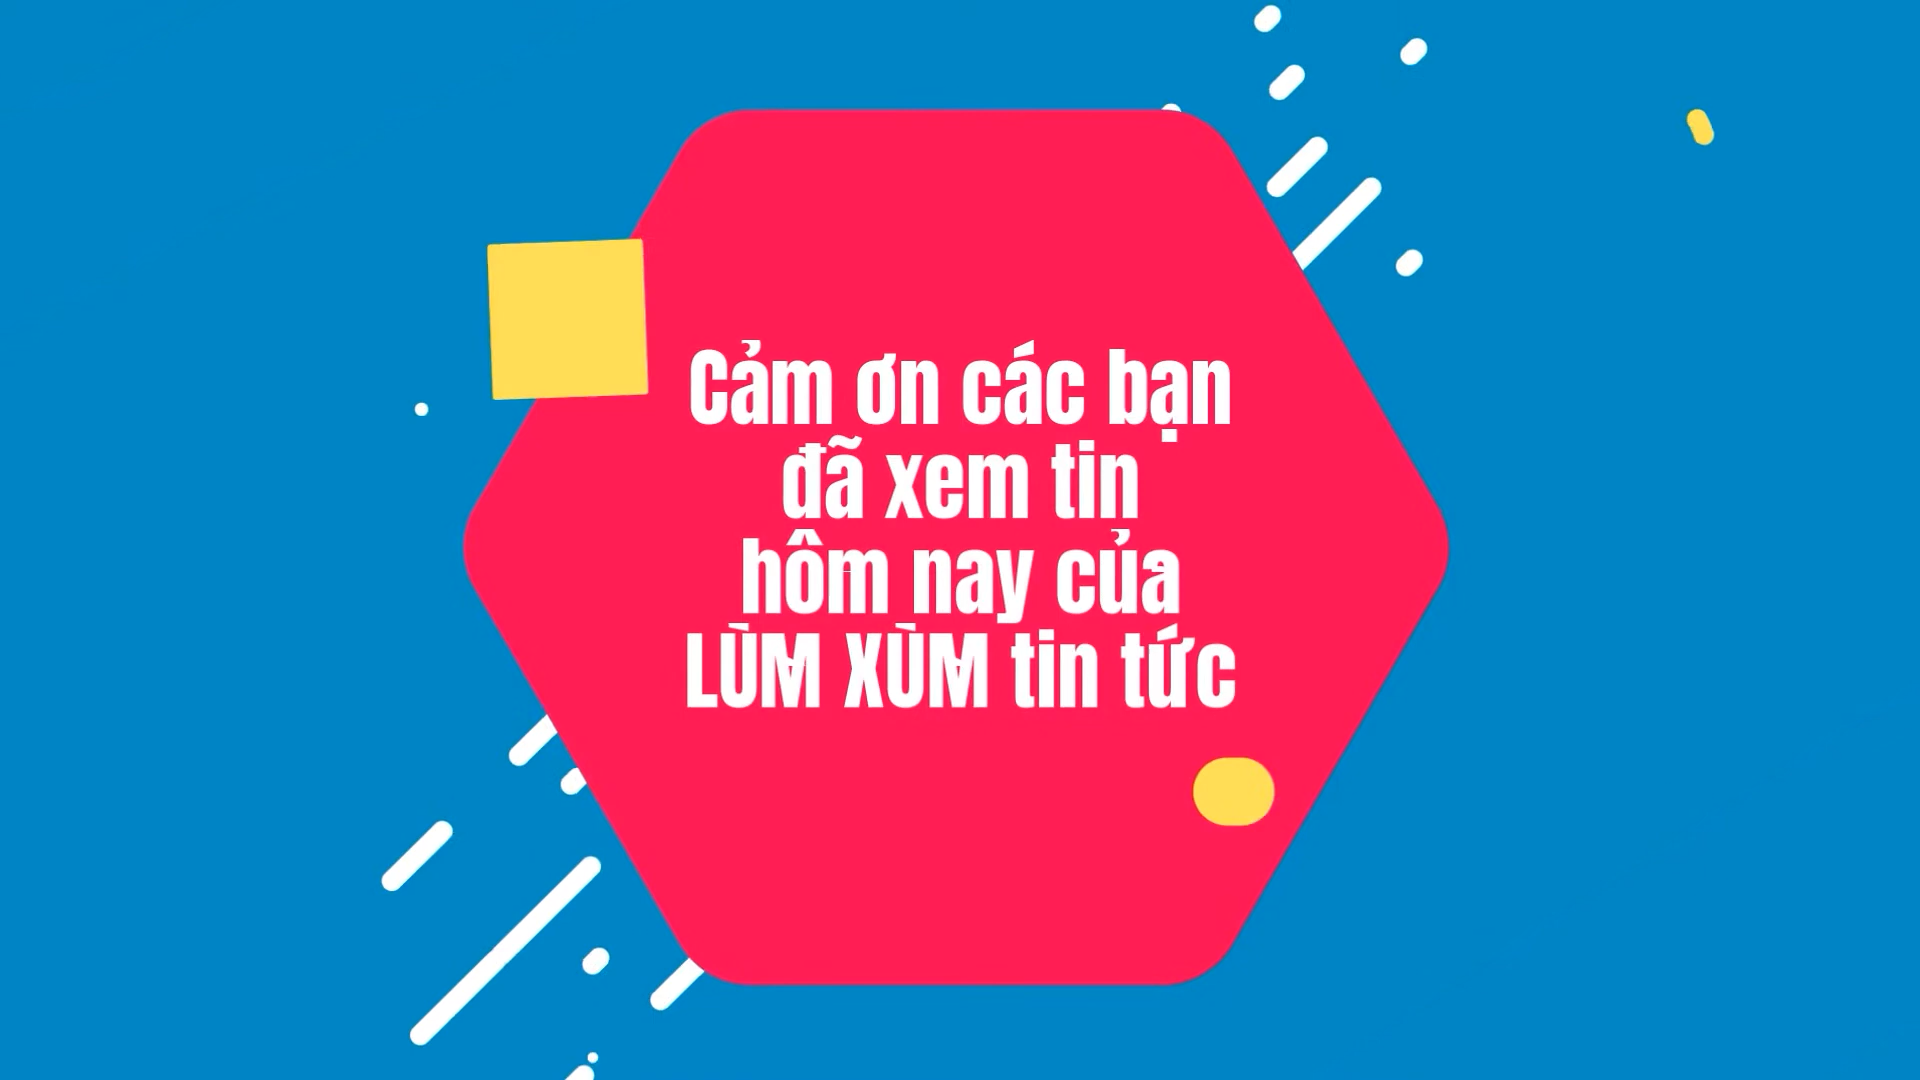 Cảm ơn các bạn
đã xem tin
hôm nay của
LÙM XÙM tin tức